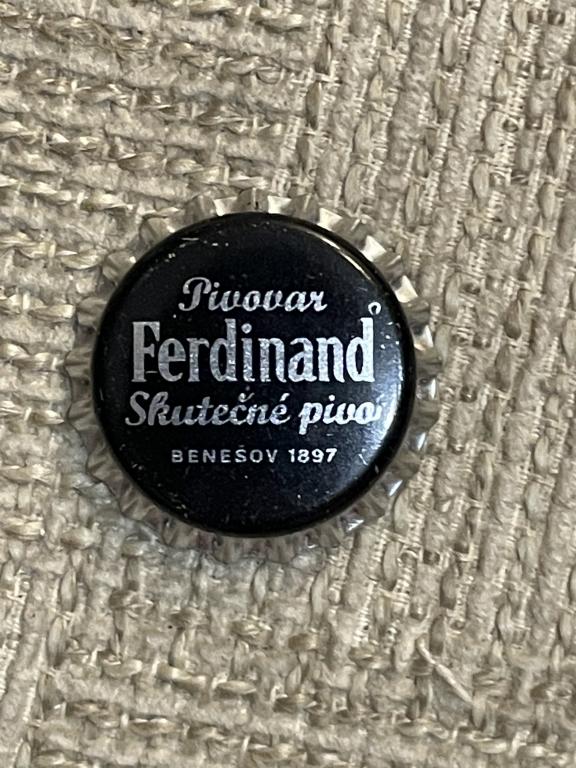 Pivovar
Ferdinand
Skutečné pivo
BENEŠOV 1897